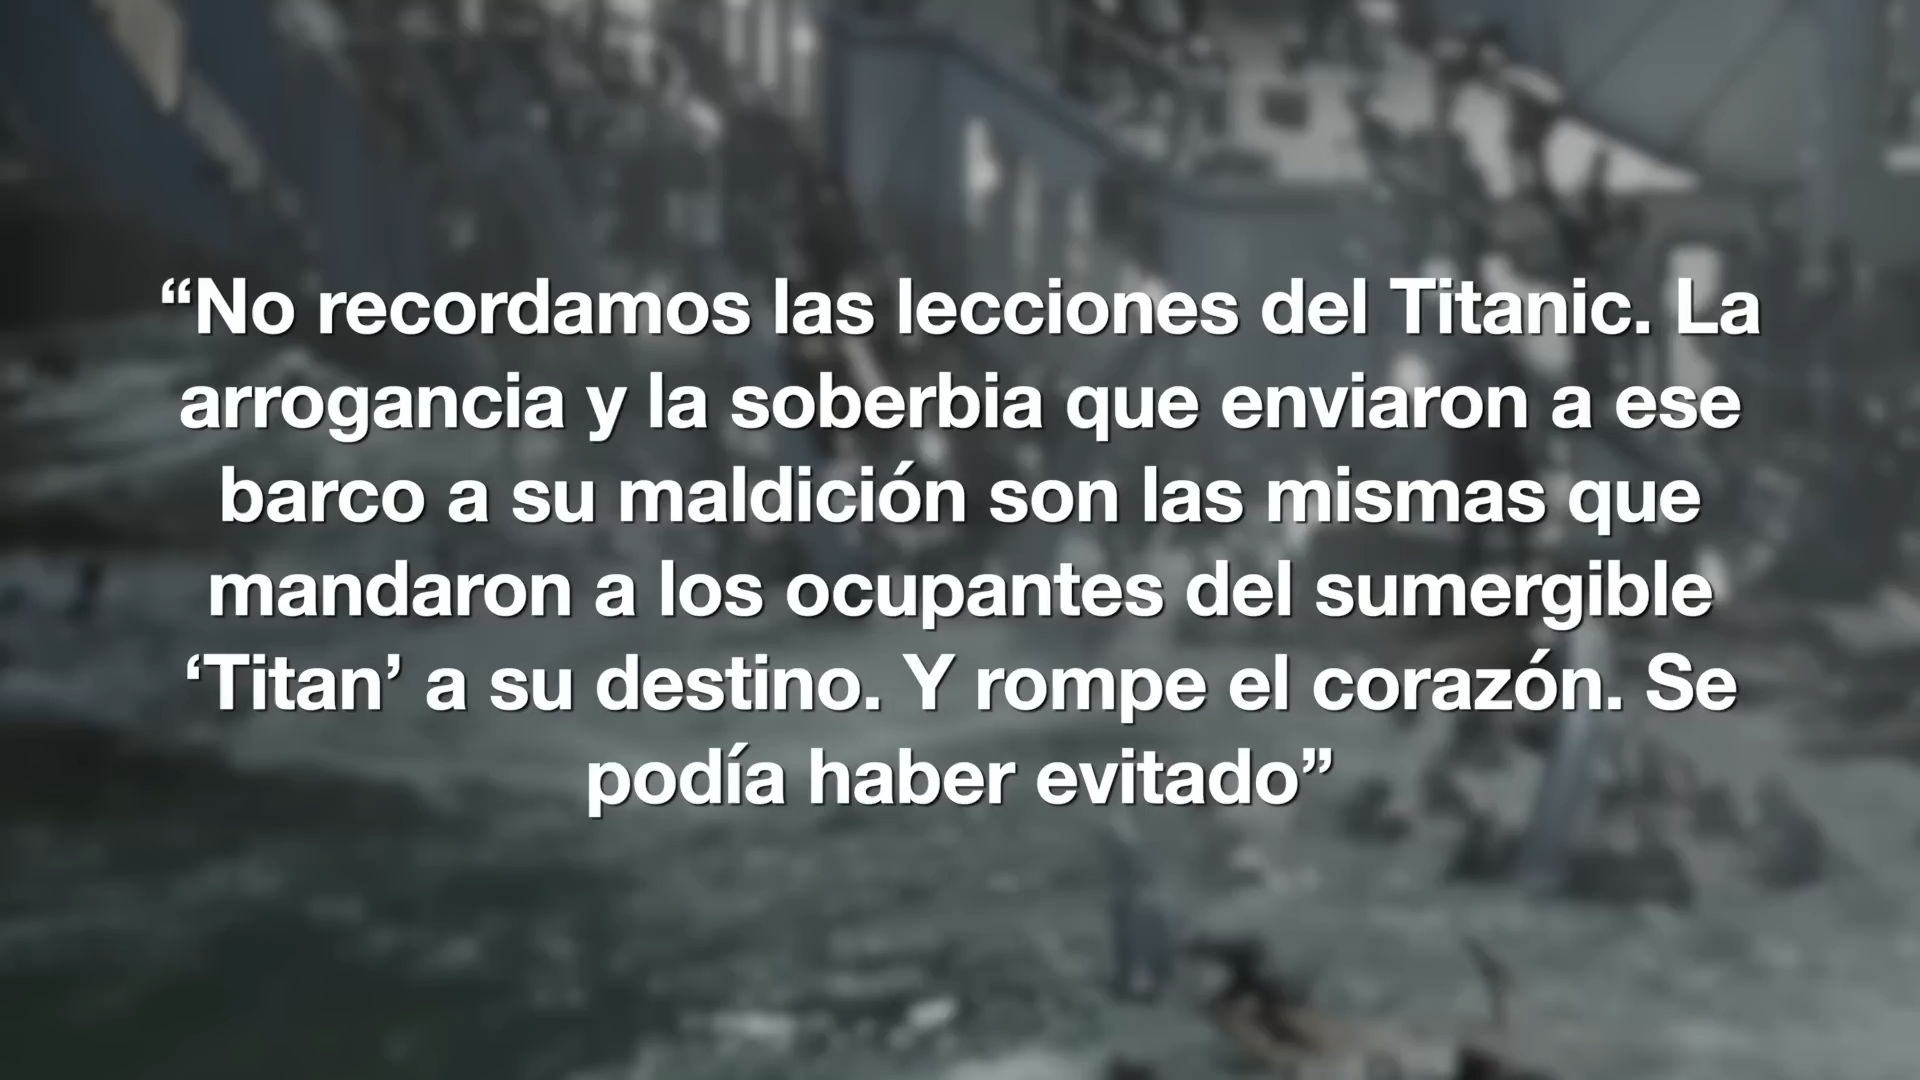 “No recordamos las lecciones del Titanic. La
arrogancia y la soberbia que enviaron a ese
barco a su maldición son las mismas que
mandaron a los ocupantes del sumergible
‘Titan’ a su destino. Y rompe el corazón. Se
podía haber evitado”